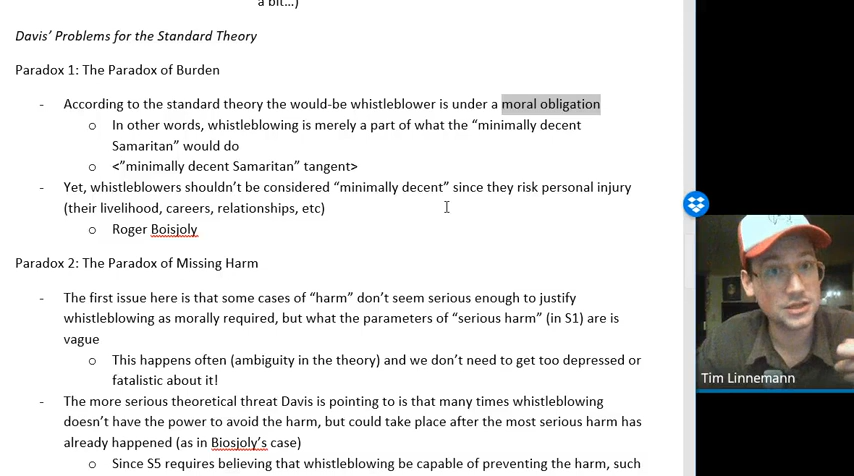 a bit…)
Davis' Problems for the Standard Theory
Paradox 1: The Paradox of Burden
- According to the standard theory the would-be whistleblower is under a moral obligation
o In other words, whistleblowing is merely a part of what the “minimally decent
Samaritan” would do
o <”minimally decent Samaritan” tangent>
- Yet, whistleblowers shouldn't be considered “minimally decent” since they risk personal injury
(their livelihood, careers, relationships, etc)
o Roger Boisjoly
Paradox 2: The Paradox of Missing Harm
- The first issue here is that some cases of “harm” don't seem serious enough to justify
whistleblowing as morally required, but what the parameters of “serious harm” (in S1) are is
vague
o This happens often (ambiguity in the theory) and we don't need to get too depressed or
fatalistic about it!
- The more serious theoretical threat Davis is pointing to is that many times whistleblowing
doesn't have the power to avoid the harm, but could take place after the most serious harm has
already happened (as in Biosjoly's case)
o Since S5 requires believing that whistleblowing be capable of preventing the harm, such
Tim Linnemann